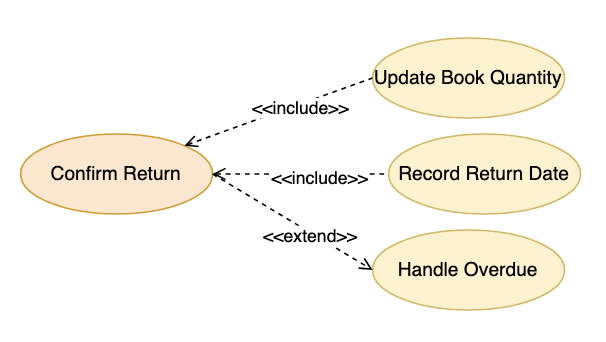 Update Book Quantity
<<include>>
Confirm Return
<<include>>
Record Return Date
<<extend>>
Handle Overdue